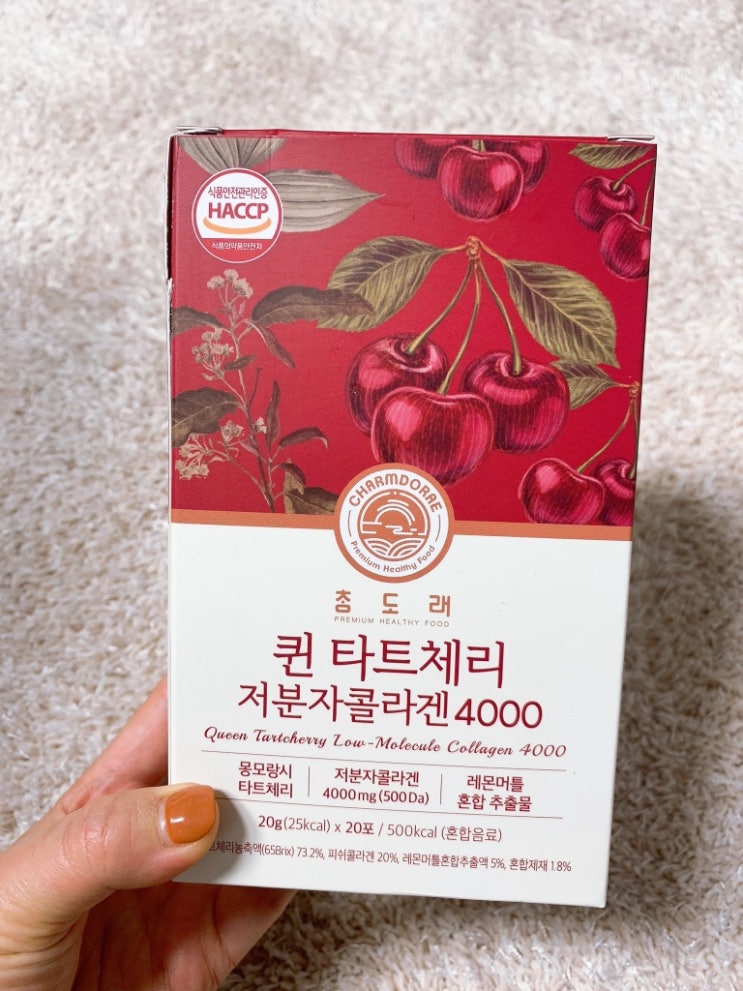 식품안전관리인증
HACCP
식품의약품안전처
CHARMDORAE
Premium Healthy Food
참도래
PREMIUM HEALTHY FOOD
퀸 타트체리
저분자콜라겐 4000
Queen Tartcherry Low-Molecule Collagen 4000
몽모랑시
타트체리
저분자콜라겐
4000mg (500Da)
레몬머틀
혼합 추출물
20g(25kcal) x 20포 / 500kcal (혼합음료)
트체리농축액(65Brix) 73.2%, 피쉬콜라겐 20%, 레몬머틀혼합추출액 5%, 혼합제재 1.8%